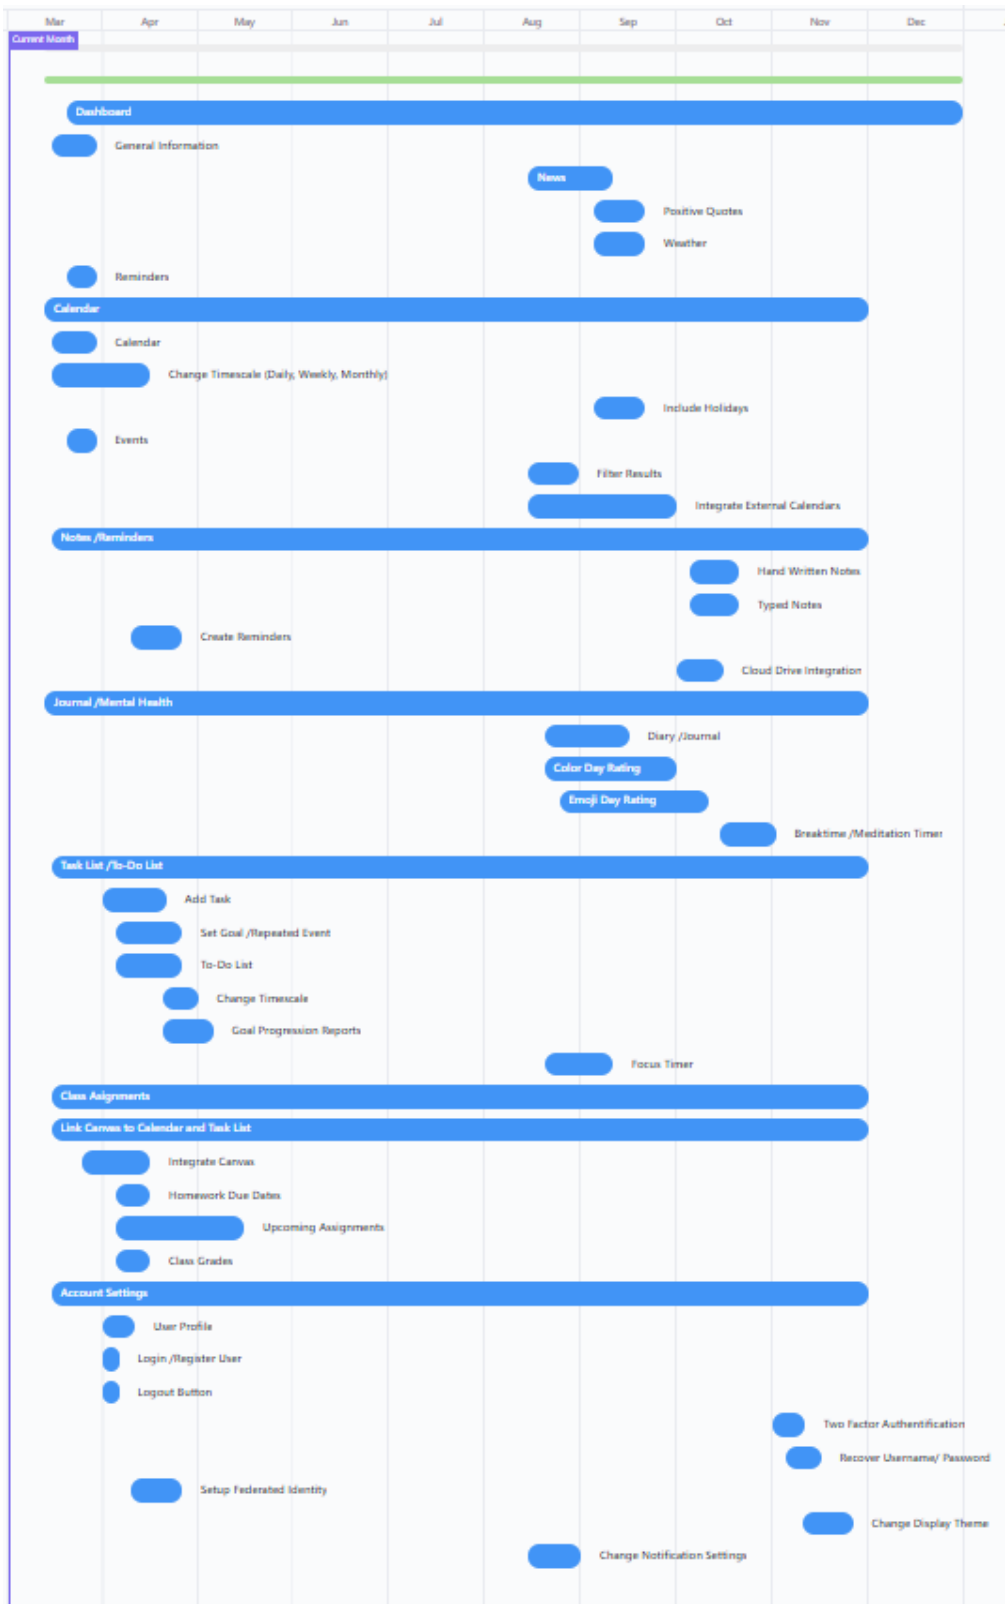 Mar Apr May Jun Jul Aug Sep Oct Nov Dec
Current Month
Dashboard
General Information
News
Positive Quotes
Weather
Reminders
Calendar
Calendar
Change Timescale (Daily, Weekly, Monthly)
Include Holidays
Events
Filter Results
Integrate External Calendars
Notes /Reminders
Hand Written Notes
Typed Notes
Create Reminders
Cloud Drive Integration
Journal /Mental Health
Diary /Journal
Color Day Rating
Emoji Day Rating
Breaktime /Meditation Timer
Task List /To-Do List
Add Task
Set Goal /Repeated Event
To-Do List
Change Timescale
Goal Progression Reports
Focus Timer
Class Asignments
Link Canvas to Calendar and Task List
Integrate Canvas
Homework Due Dates
Upcoming Assignments
Class Grades
Account Settings
User Profile
Login /Register User
Logout Button
Two Factor Authentification
Recover Username/ Password
Setup Federated Identity
Change Display Theme
Change Notification Settings